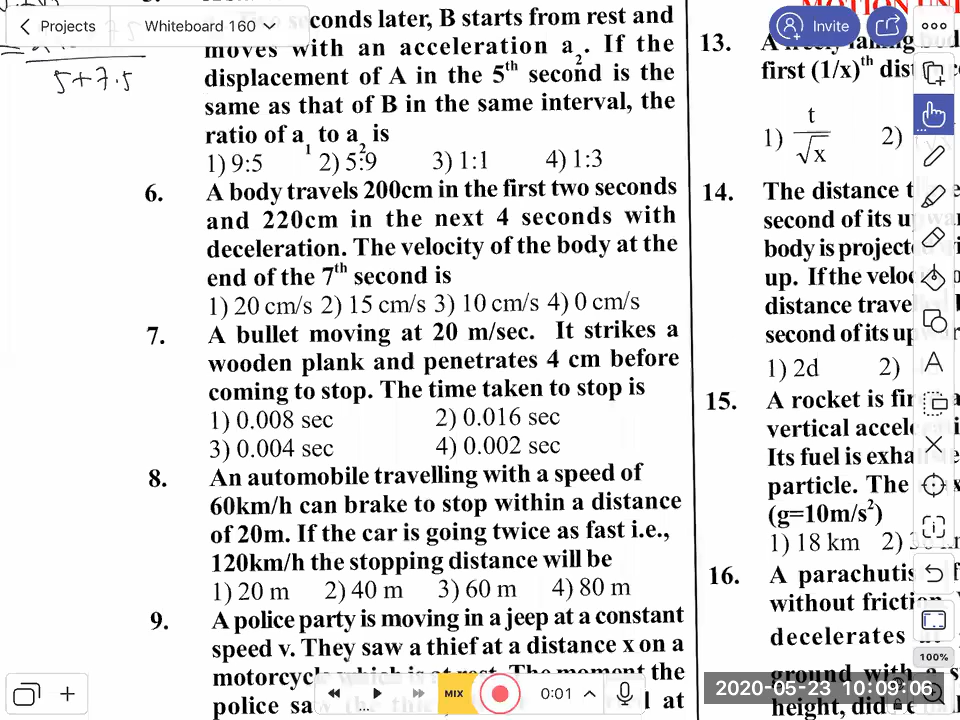 Projects
Whiteboard 160
Invite
5+7.5
conds later, B starts from rest and
moves with an acceleration a2. If the
displacement of A in the 5th second is the
same as that of B in the same interval, the
ratio of a1 to a2 is
1) 9:5 2) 5:9 3) 1:1 4) 1:3
6. A body travels 200cm in the first two seconds
and 220cm in the next 4 seconds with
deceleration. The velocity of the body at the
end of the 7th second is
1) 20 cm/s 2) 15 cm/s 3) 10 cm/s 4) 0 cm/s
7. A bullet moving at 20 m/sec. It strikes a
wooden plank and penetrates 4 cm before
coming to stop. The time taken to stop is
1) 0.008 sec 2) 0.016 sec
3) 0.004 sec 4) 0.002 sec
8. An automobile travelling with a speed of
60km/h can brake to stop within a distance
of 20m. If the car is going twice as fast i.e.,
120km/h the stopping distance will be
1) 20 m 2) 40 m 3) 60 m 4) 80 m
9. A police party is moving in a jeep at a constant
speed v. They saw a thief at a distance x on a
motorcycle which is at rest. The moment the
police saw the
at
13. A freely falling
first (1/x)th
1) t/√x 2)
14. The distance
second of its
body is
up. If the
distance
second of its
1) 2d 2)
15. A rocket is
vertical
Its fuel is
particle. The
(g=10m/s2)
1) 18 km 2)
16. A
without
decelerates
ground with a
height, did
MIX
0:01
100%
2020-05-23 10:09:06